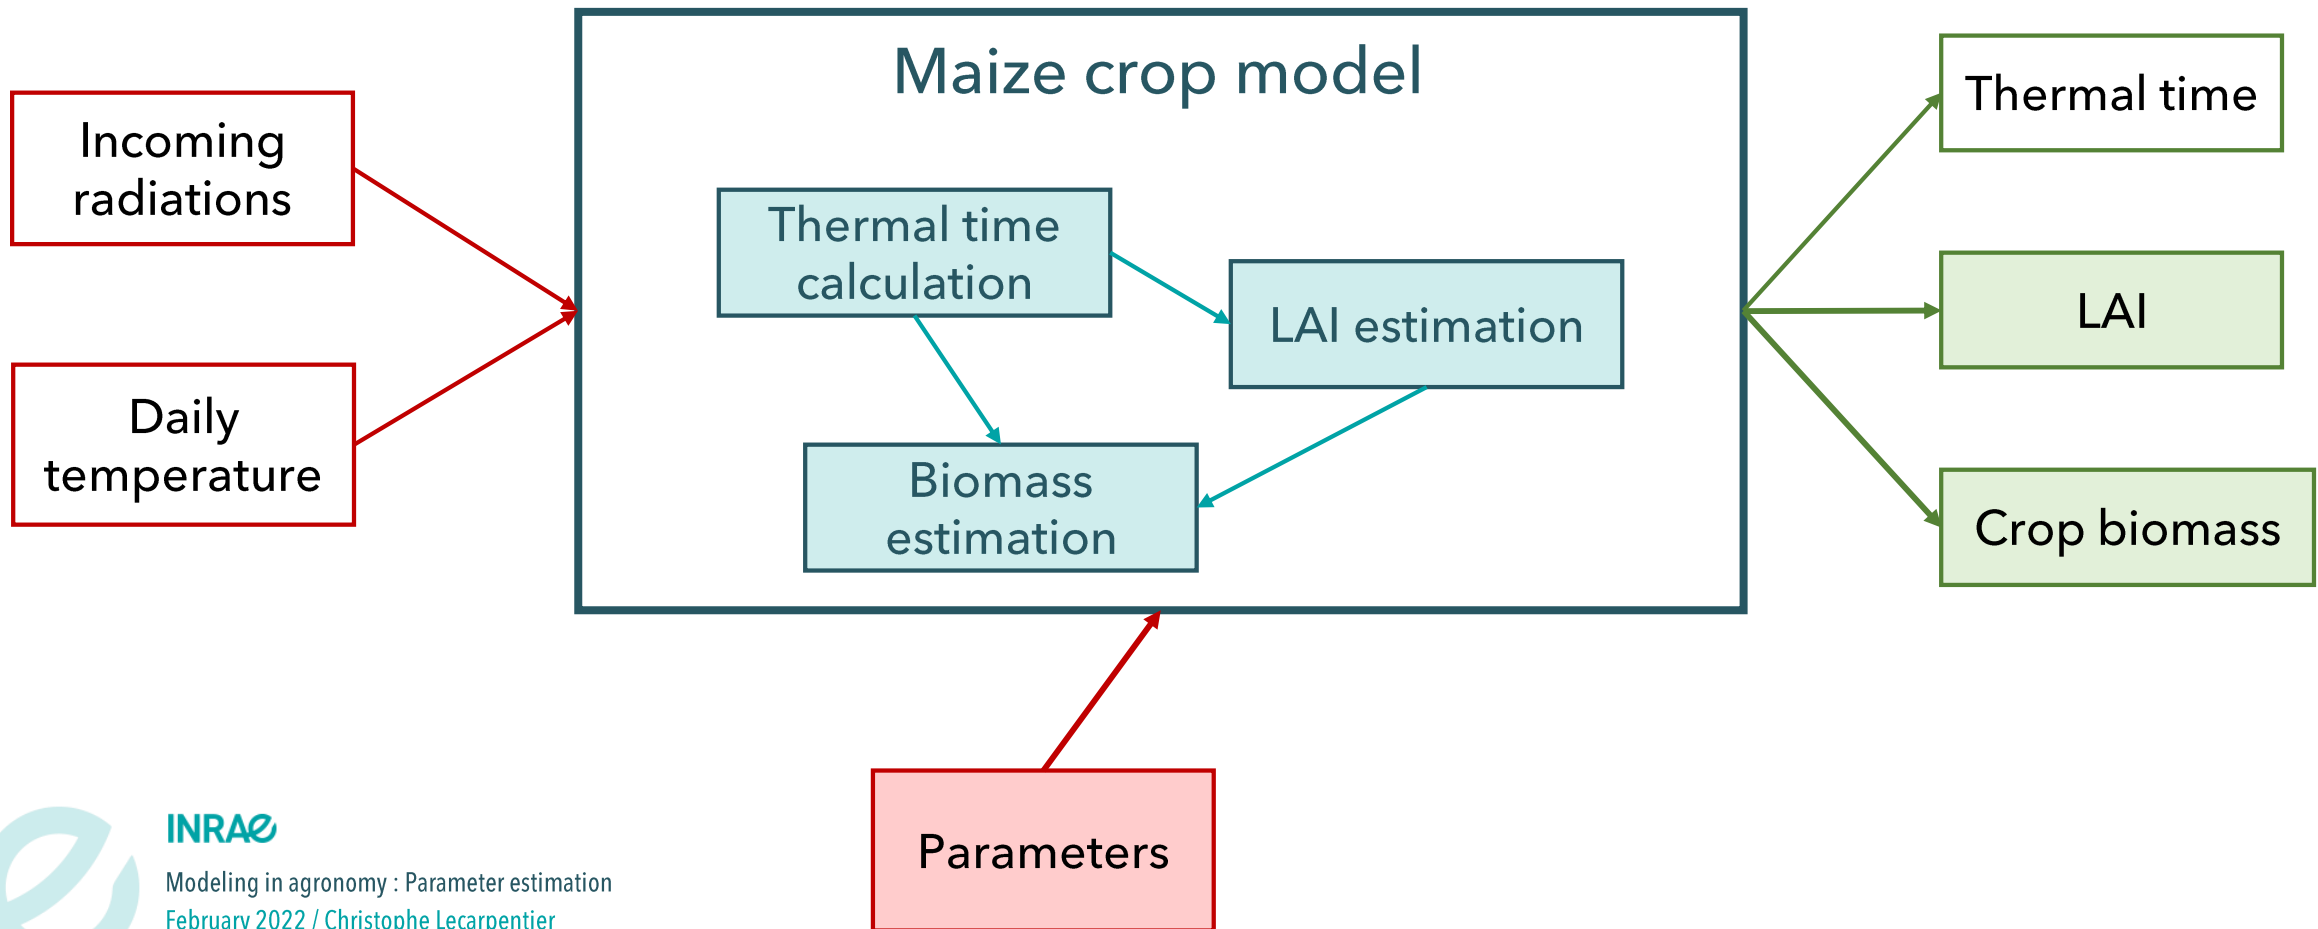 Maize crop model
Incoming
radiations
Daily
temperature
Thermal time
calculation
LAI estimation
Biomass
estimation
Thermal time
LAI
Crop biomass
Parameters
INRAe
Modeling in agronomy : Parameter estimation
February 2022 / Christophe Lecarpentier